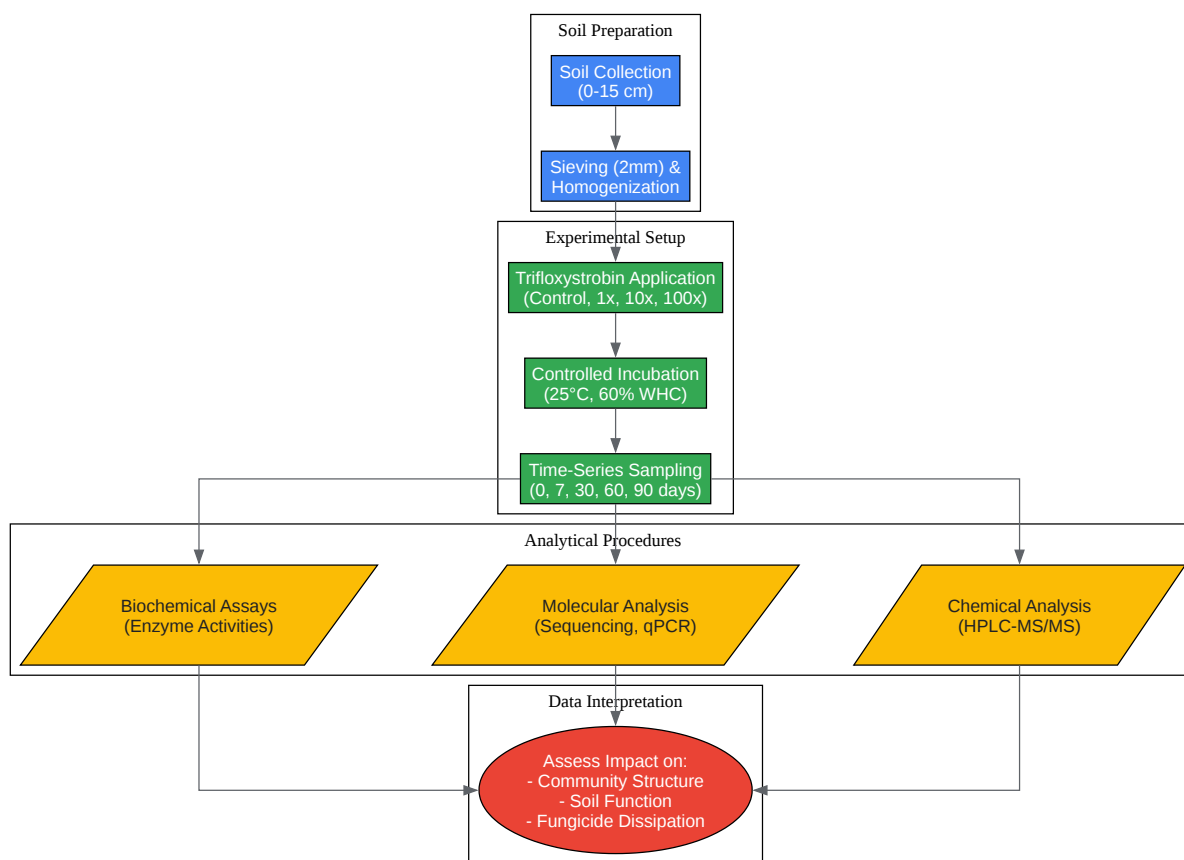 Soil Preparation
Soil Collection
(0-15 cm)
Sieving (2mm) &
Homogenization
Experimental Setup
Trifloxystrobin Application
(Control, 1x, 10x, 100x)
Controlled Incubation
(25°C, 60% WHC)
Time-Series Sampling
(0, 7, 30, 60, 90 days)
Analytical Procedures
Biochemical Assays
(Enzyme Activities)
Molecular Analysis
(Sequencing, qPCR)
Chemical Analysis
(HPLC-MS/MS)
Data Interpretation
Assess Impact on:
- Community Structure
- Soil Function
- Fungicide Dissipation